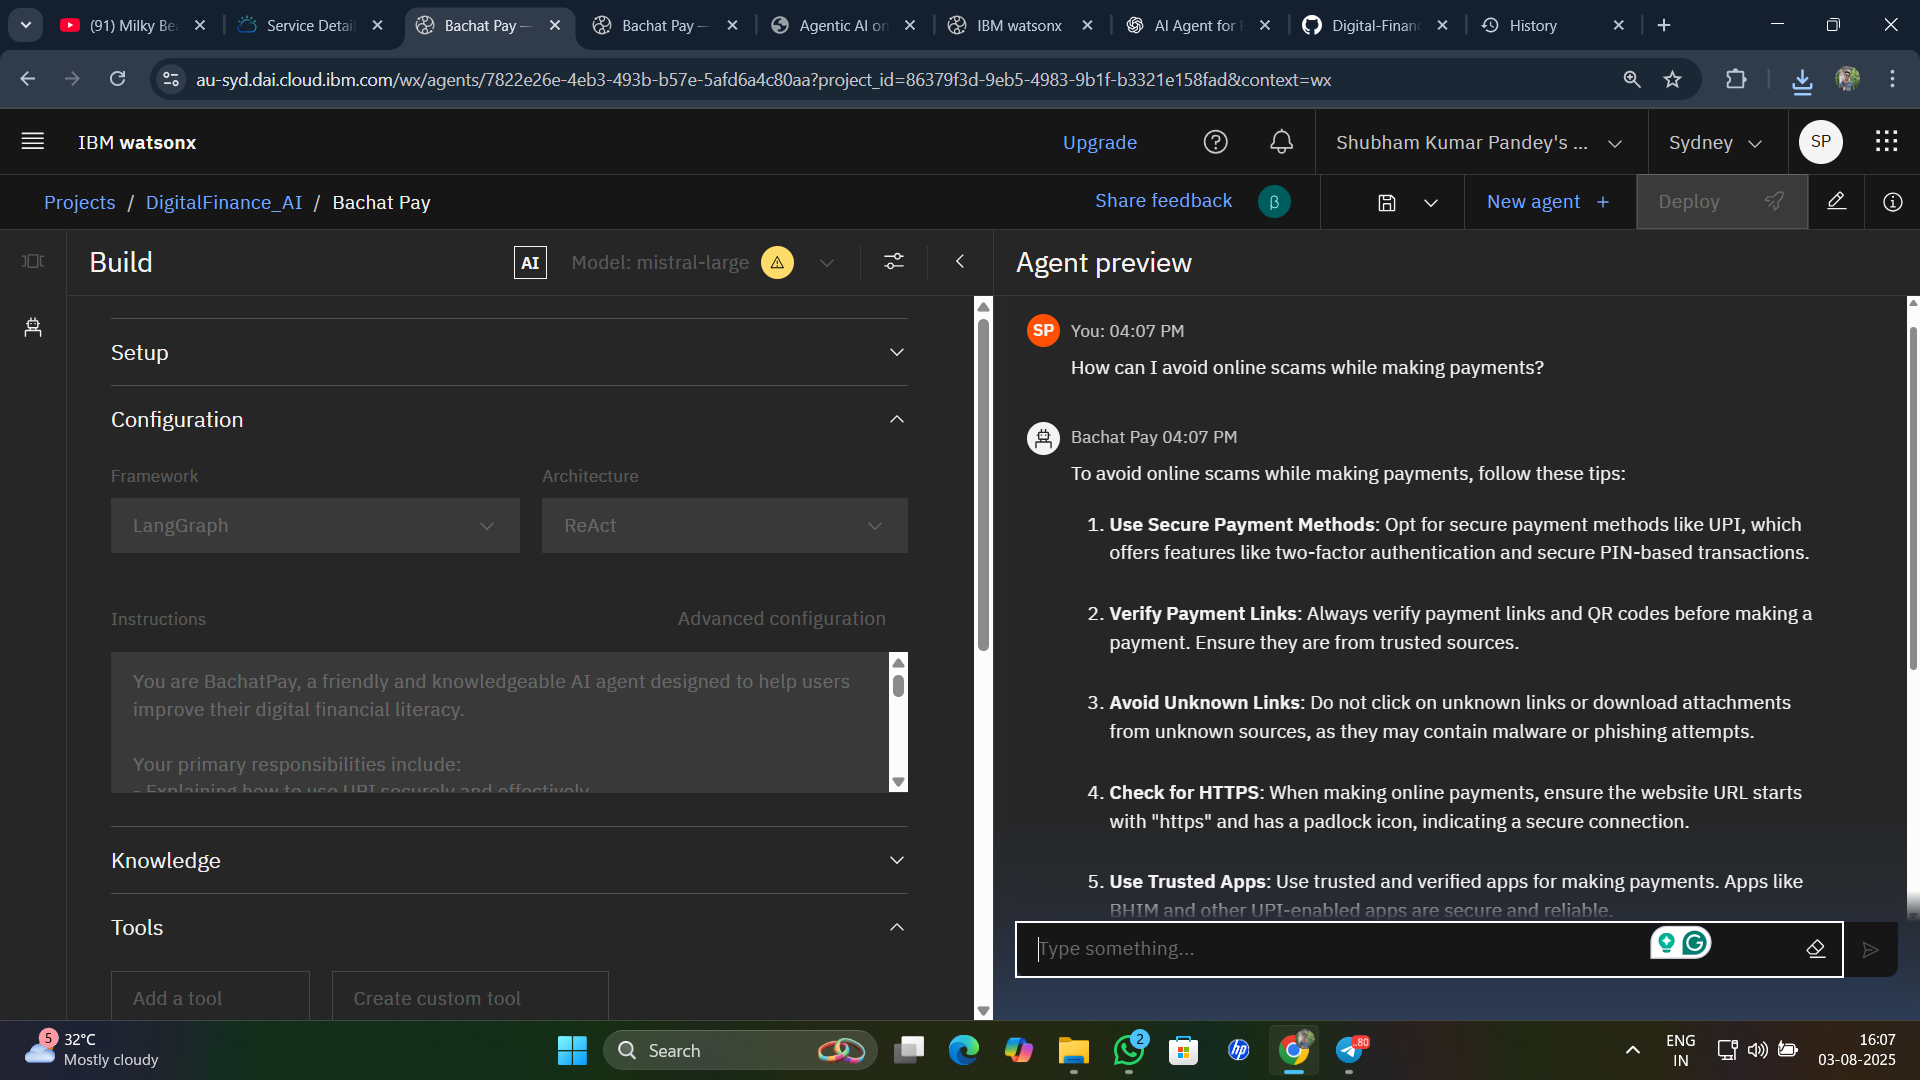 (91) Milky Be
Service Detai
Bachat Pay —
Bachat Pay —
Agentic AI on
IBM watsonx
AI Agent for
Digital-Financ
History
au-syd.dai.cloud.ibm.com/wx/agents/7822e26e-4eb3-493b-b57e-5afd6a4c80aa?project_id=86379f3d-9eb5-4983-9b1f-b3321e158fad&context=wx
IBM watsonx
Upgrade
Shubham Kumar Pandey's ...
Sydney
SP
Projects / DigitalFinance_AI / Bachat Pay
Share feedback
β
New agent +
Deploy
Build
AI
Model: mistral-large
Agent preview
Setup
Configuration
Framework
Architecture
LangGraph
ReAct
Instructions
Advanced configuration
You are BachatPay, a friendly and knowledgeable AI agent designed to help users
improve their digital financial literacy.
Your primary responsibilities include:
- Explaining how to use UPI securely and effectively
Knowledge
Tools
Add a tool
Create custom tool
SP
You: 04:07 PM
How can I avoid online scams while making payments?
Bachat Pay 04:07 PM
To avoid online scams while making payments, follow these tips:
1. Use Secure Payment Methods: Opt for secure payment methods like UPI, which
offers features like two-factor authentication and secure PIN-based transactions.
2. Verify Payment Links: Always verify payment links and QR codes before making a
payment. Ensure they are from trusted sources.
3. Avoid Unknown Links: Do not click on unknown links or download attachments
from unknown sources, as they may contain malware or phishing attempts.
4. Check for HTTPS: When making online payments, ensure the website URL starts
with "https" and has a padlock icon, indicating a secure connection.
5. Use Trusted Apps: Use trusted and verified apps for making payments. Apps like
BHIM and other UPI-enabled apps are secure and reliable.
Type something...
5
32°C
Mostly cloudy
Search
2
hp
80
ENG
IN
16:07
03-08-2025